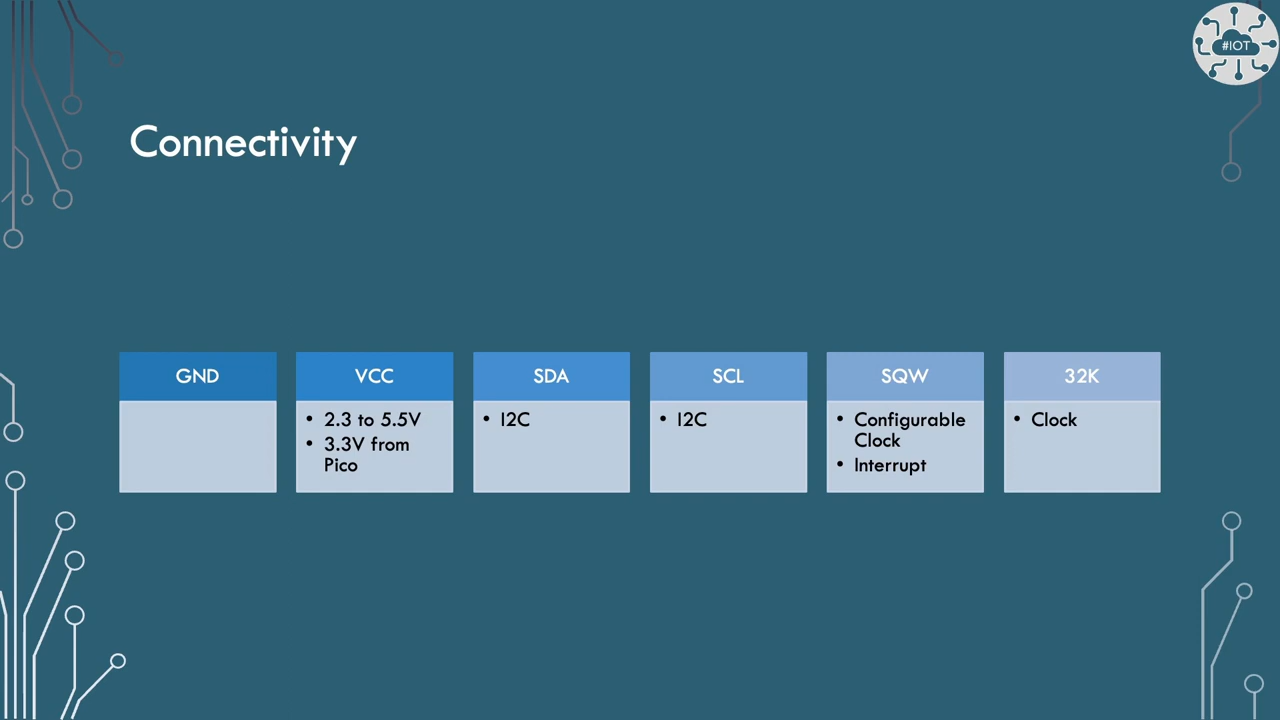 #IOT
Connectivity
GND
VCC
• 2.3 to 5.5V
• 3.3V from
Pico
SDA
• I2C
SCL
• I2C
SQW
• Configurable
Clock
• Interrupt
32K
• Clock